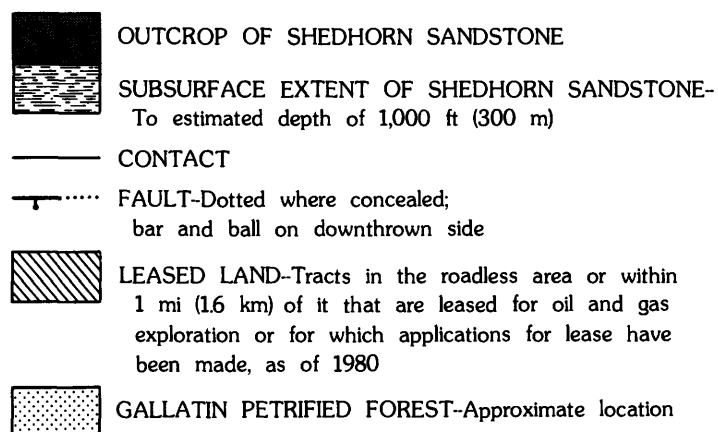 OUTCROP OF SHEDHORN SANDSTONE
SUBSURFACE EXTENT OF SHEDHORN SANDSTONE-
To estimated depth of 1,000 ft (300 m)
CONTACT
FAULT-Dotted where concealed;
bar and ball on downthrown side
LEASED LAND--Tracts in the roadless area or within
1 mi (1.6 km) of it that are leased for oil and gas
exploration or for which applications for lease have
been made, as of 1980
GALLATIN PETRIFIED FOREST--Approximate location